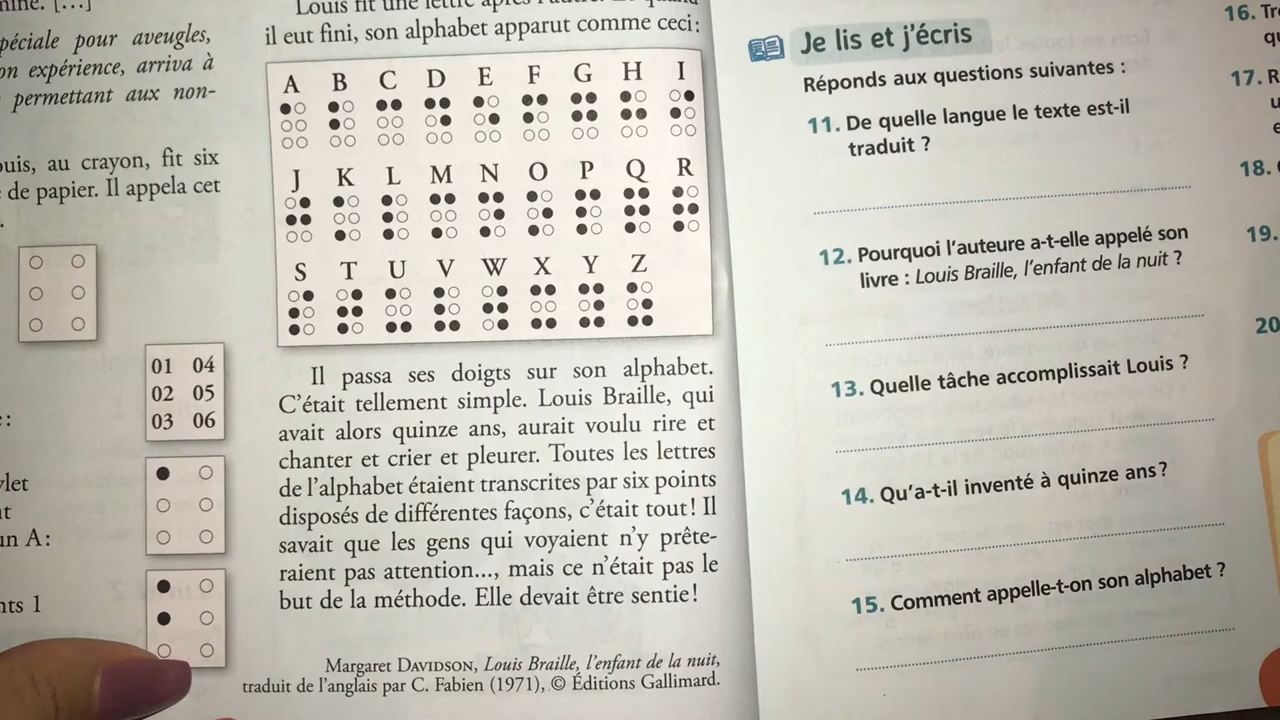 péciale pour aveugles,
on expérience, arriva à
permettant aux non-
ouis, au crayon, fit six
de papier. Il appela cet
01 04
02 05
03 06
un A:
nts 1
Louis fit une lettre après
il eut fini, son alphabet apparut comme ceci:
A B C D E F G H I
J K L M N O P Q R
S T U V W X Y Z
Il passa ses doigts sur son alphabet.
C'était tellement simple. Louis Braille, qui
avait alors quinze ans, aurait voulu rire et
chanter et crier et pleurer. Toutes les lettres
de l'alphabet étaient transcrites par six points
disposés de différentes façons, c'était tout! Il
savait que les gens qui voyaient n'y prête-
raient pas attention..., mais ce n'était pas le
but de la méthode. Elle devait être sentie!
Margaret DAVIDSON, Louis Braille, l'enfant de la nuit,
traduit de l'anglais par C. Fabien (1971), © Éditions Gallimard.
Je lis et j'écris
Réponds aux questions suivantes :
11. De quelle langue le texte est-il
traduit ?
12. Pourquoi l'auteure a-t-elle appelé son
livre : Louis Braille, l'enfant de la nuit ?
13. Quelle tâche accomplissait Louis ?
14. Qu'a-t-il inventé à quinze ans?
15. Comment appelle-t-on son alphabet ?
16. Tr
qu
17. R
u
e
18.
19.
20